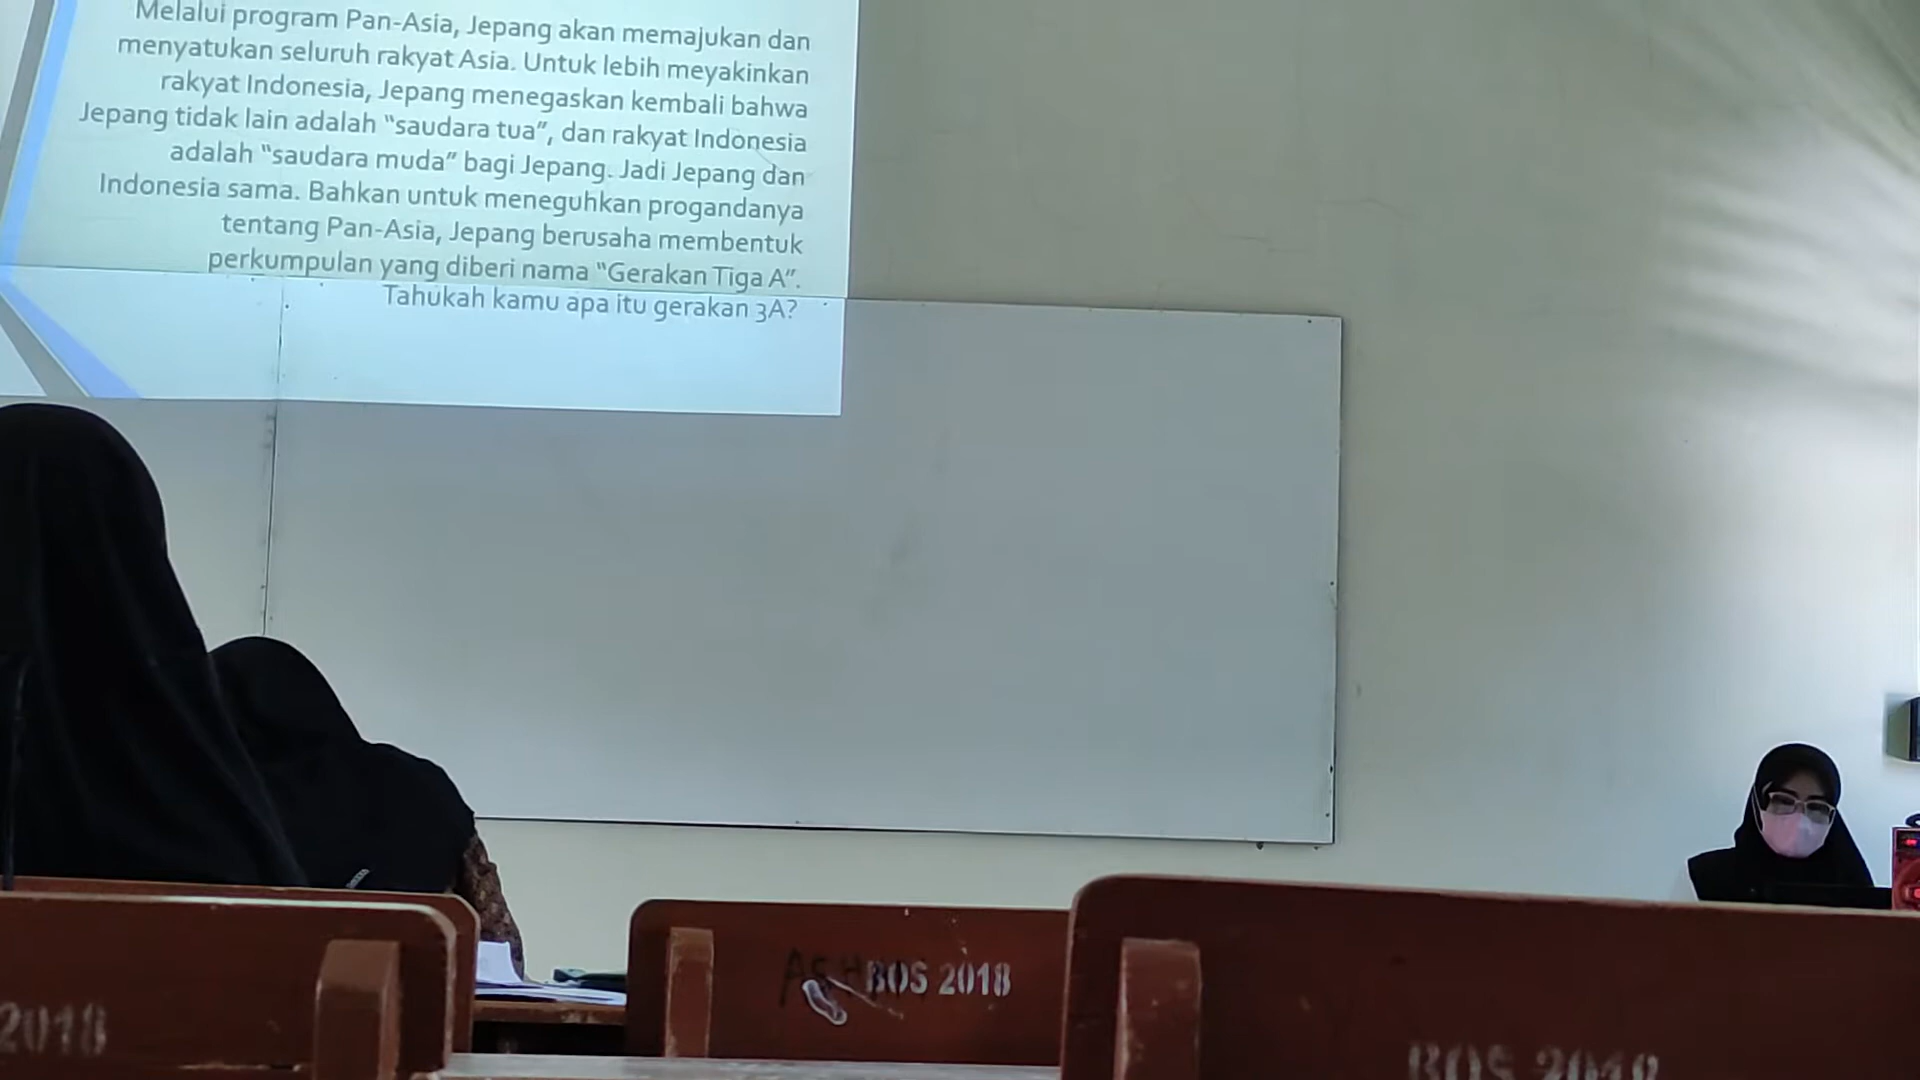 Melalui program Pan-Asia, Jepang akan memajukan dan
menyatukan seluruh rakyat Asia. Untuk lebih meyakinkan
rakyat Indonesia, Jepang menegaskan kembali bahwa
Jepang tidak lain adalah “saudara tua”, dan rakyat Indonesia
adalah “saudara muda” bagi Jepang. Jadi Jepang dan
Indonesia sama. Bahkan untuk meneguhkan progandanya
tentang Pan-Asia, Jepang berusaha membentuk
perkumpulan yang diberi nama “Gerakan Tiga A”.
Tahukah kamu apa itu gerakan 3A?
BOS 2018
2018
BOS 2018